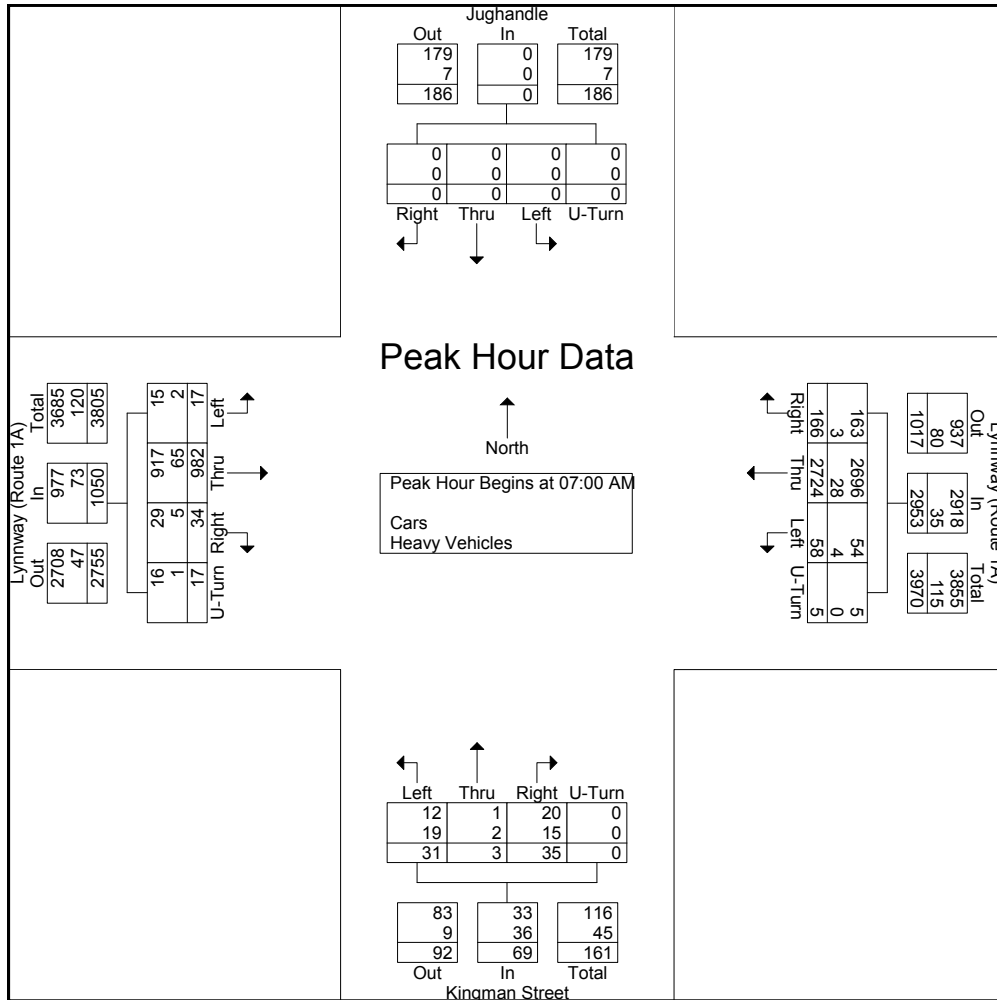 Jughandle
Out In Total
179 0 179
7 0 7
186 0 186
0 0 0 0
0 0 0 0
0 0 0 0
Right Thru Left U-Turn
Peak Hour Data
North
Peak Hour Begins at 07:00 AM
Cars
Heavy Vehicles
Lynnway (Route 1A)
Out In Total
2708 977 3685
47 73 120
2755 1050 3805
Left Thru Right U-Turn
15 917 29 16
2 65 5 1
17 982 34 17
Lynnway (Route 1A)
Out In Total
937 2918 3855
80 35 115
1017 2953 3970
163 2696 54 5
3 28 4 0
166 2724 58 5
Right Thru Left U-Turn
Left Thru Right U-Turn
12 1 20 0
19 2 15 0
31 3 35 0
83 33 116
9 36 45
92 69 161
Out In Total
Kingman Street